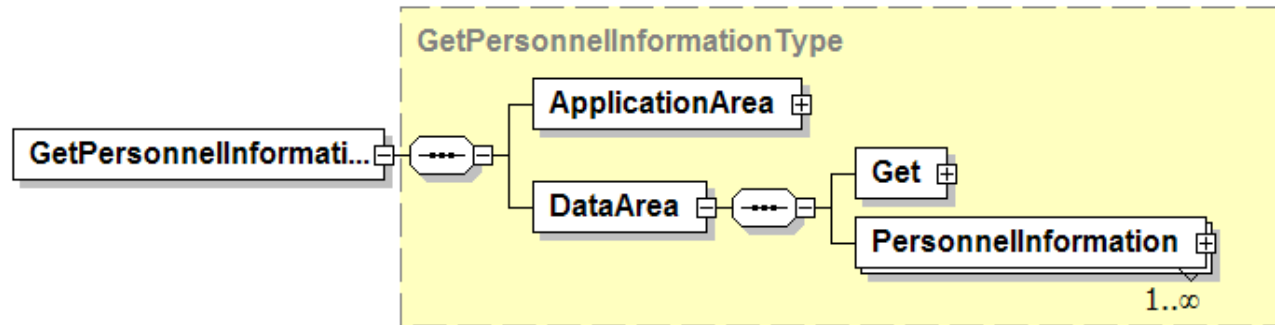 GetPersonnelInformationType
ApplicationArea
GetPersonnelInformati...
DataArea
Get
PersonnelInformation
1..∞